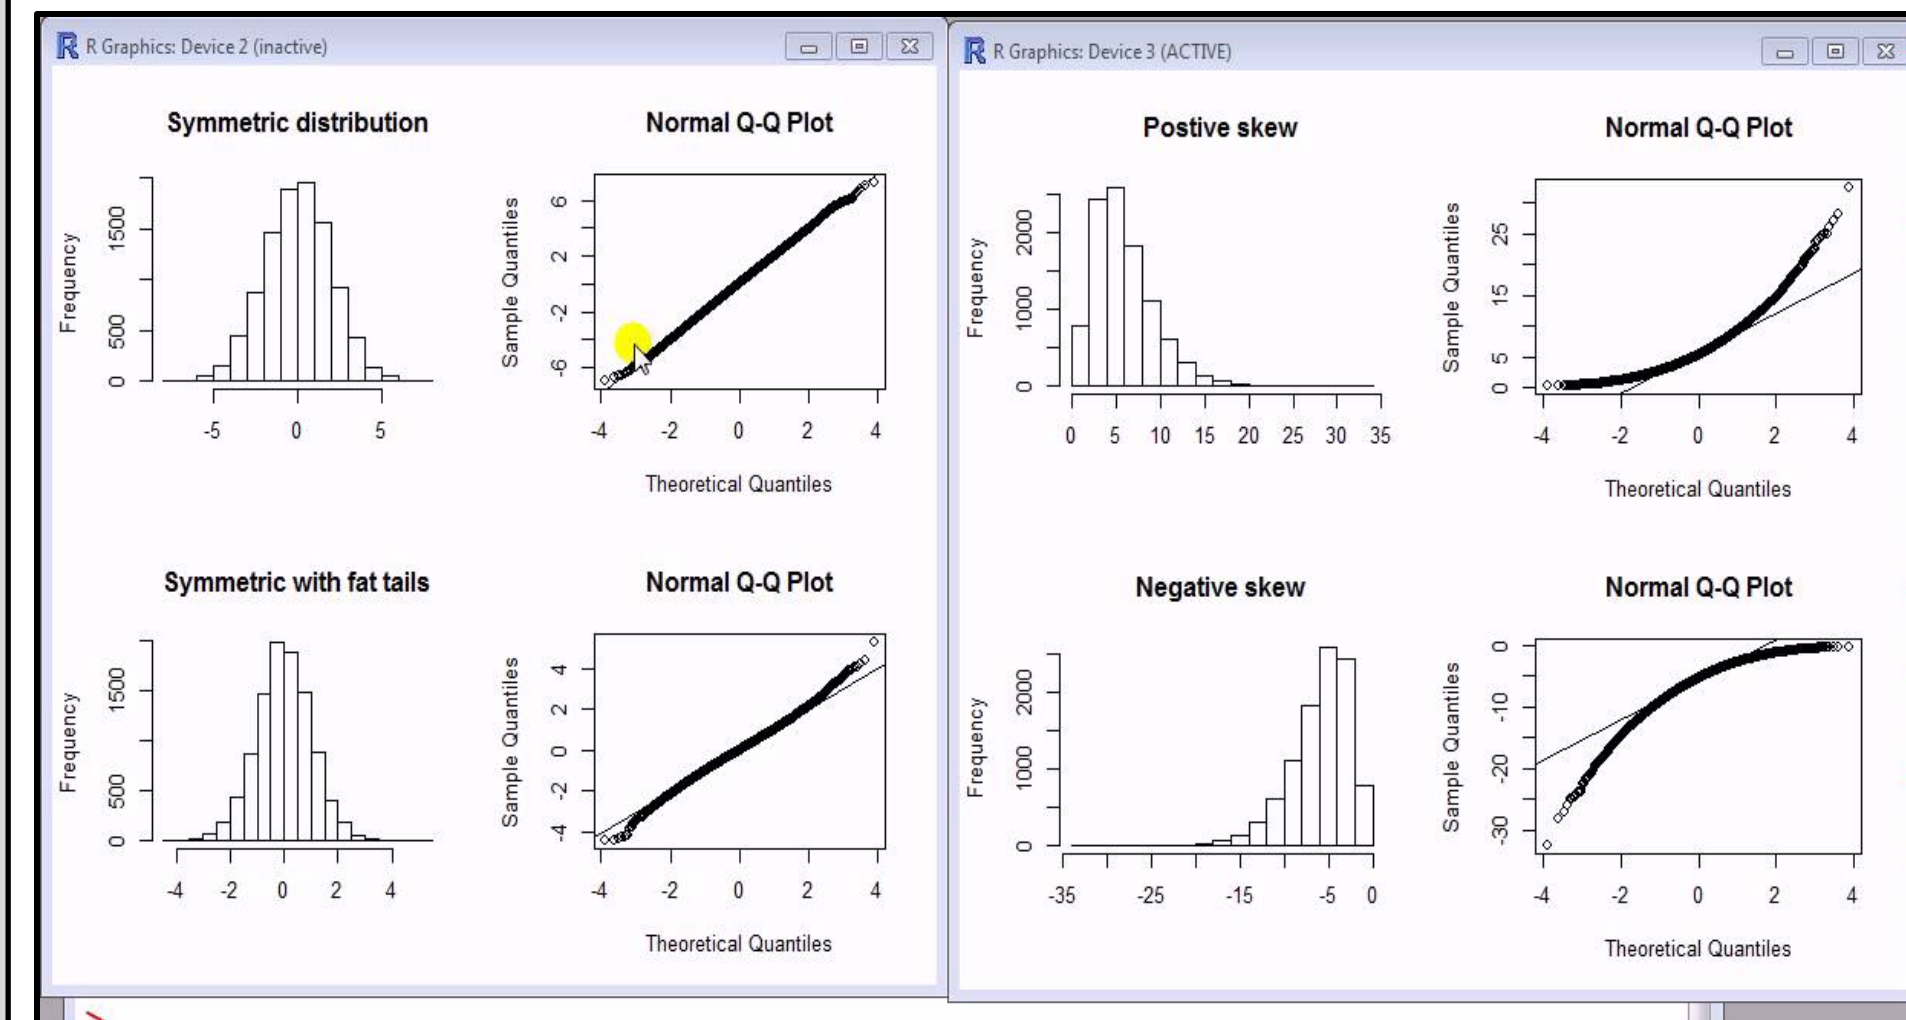 R Graphics: Device 2 (inactive)
Symmetric distribution
Frequency
0 500 1500
-5 0 5
Normal Q-Q Plot
Sample Quantiles
-6 -2 2 6
-4 -2 0 2 4
Theoretical Quantiles
Symmetric with fat tails
Frequency
0 500 1500
-4 -2 0 2 4
Normal Q-Q Plot
Sample Quantiles
-4 -2 0 2 4
-4 -2 0 2 4
Theoretical Quantiles
R Graphics: Device 3 (ACTIVE)
Postive skew
Frequency
0 1000 2000
0 5 10 15 20 25 30 35
Normal Q-Q Plot
Sample Quantiles
0 5 15 25
-4 -2 0 2 4
Theoretical Quantiles
Negative skew
Frequency
0 1000 2000
-35 -25 -15 -5 0
Normal Q-Q Plot
Sample Quantiles
-30 -20 -10 0
-4 -2 0 2 4
Theoretical Quantiles